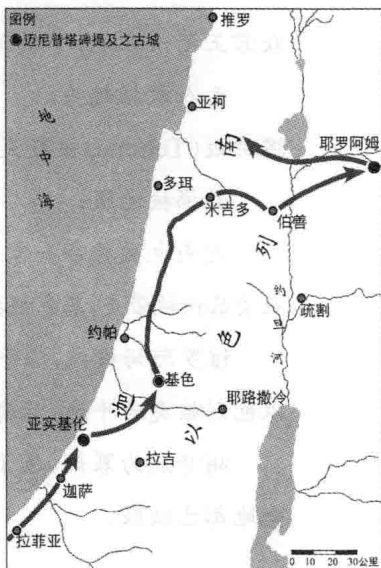 图例
迈尼普塔碑提及之古城
推罗
亚柯
地中海
南
耶罗阿姆
多珥
米吉多
伯善
列
约旦河
疏割
色
约帕
基色
迦
以
耶路撒冷
亚实基伦
拉吉
迦萨
拉菲亚
0 10 20 30公里